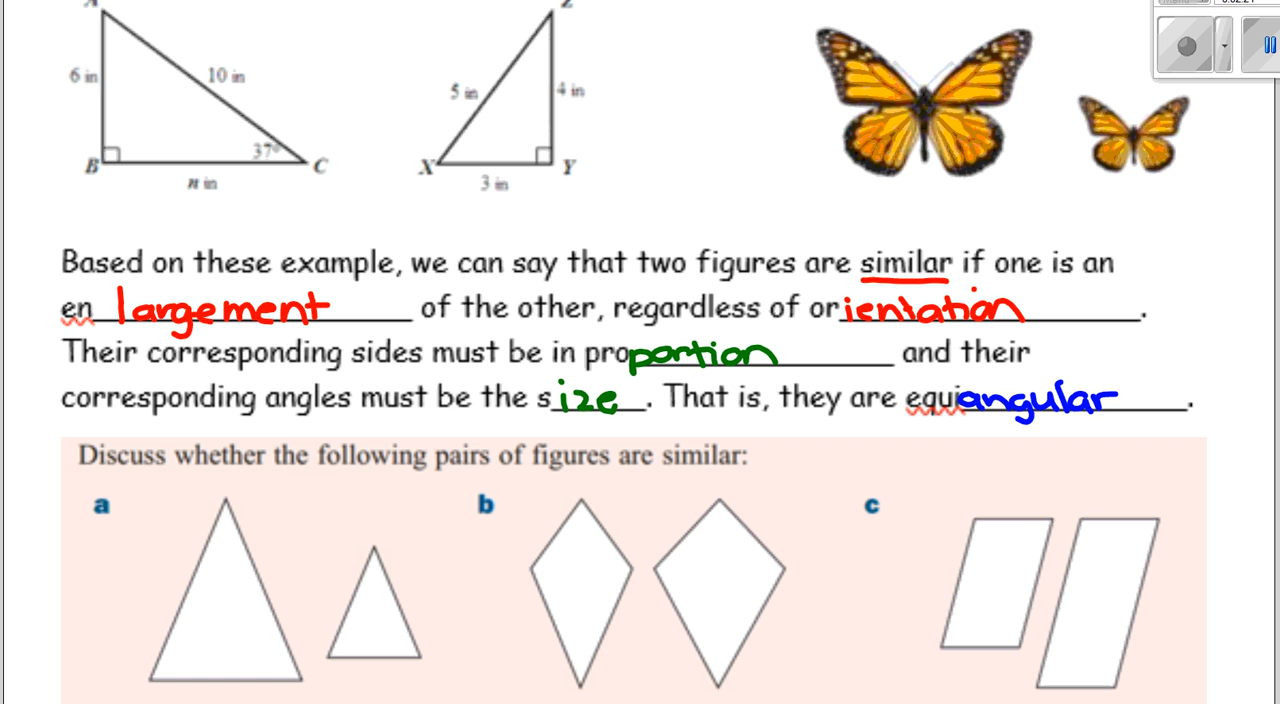 6 in
10 in
37°
B
C
n in
5 in
4 in
X
Y
3 in
Based on these example, we can say that two figures are similar if one is an
enlargement of the other, regardless of orientation.
Their corresponding sides must be in proportion and their
corresponding angles must be the size. That is, they are equiangular.
Discuss whether the following pairs of figures are similar:
a
b
c